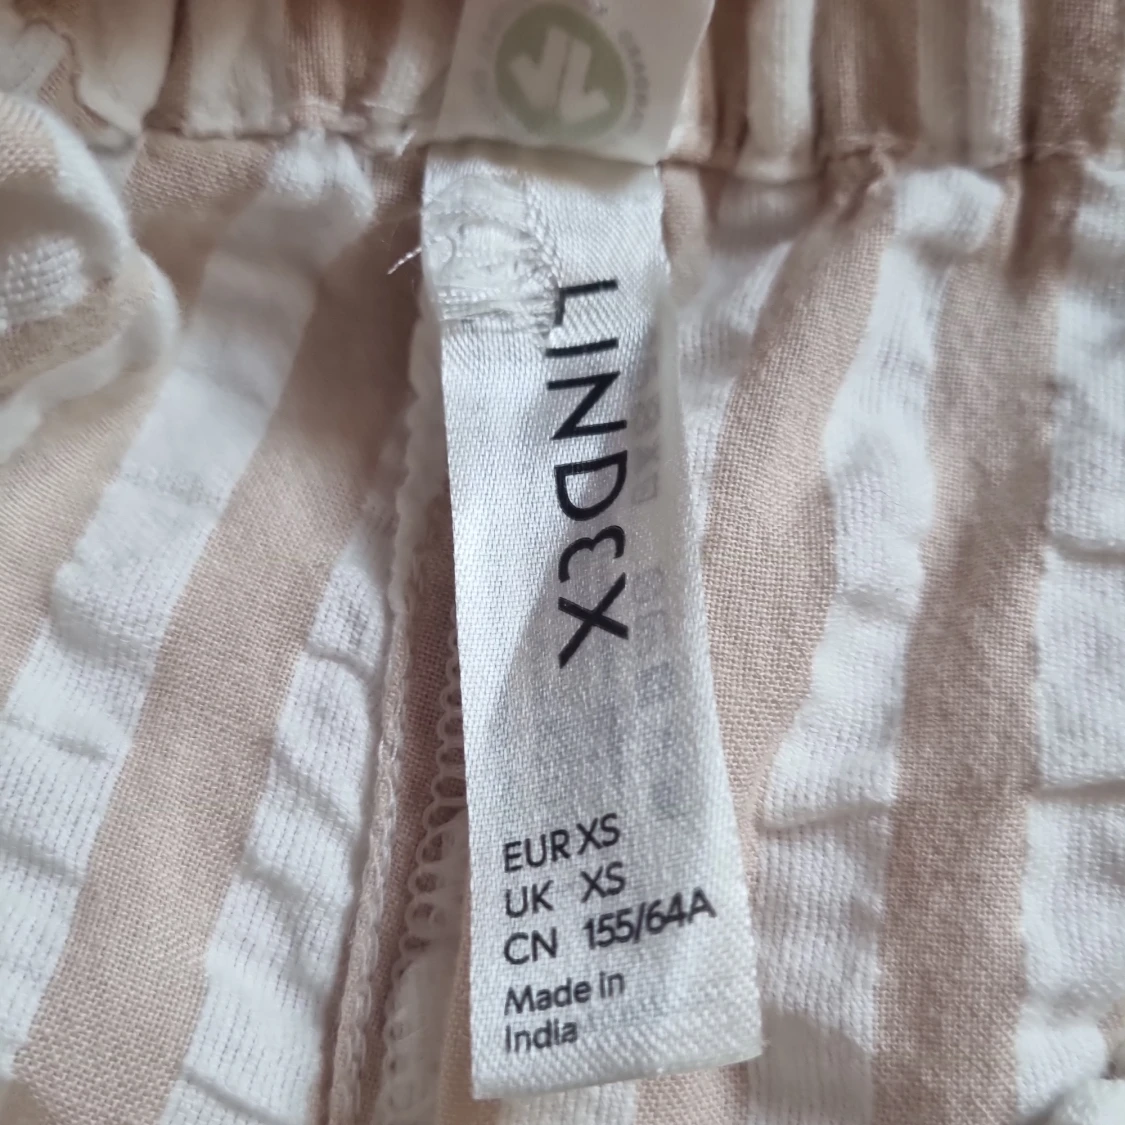 LINDEX
EUR XS
UK XS
CN 155/64A
Made in
India